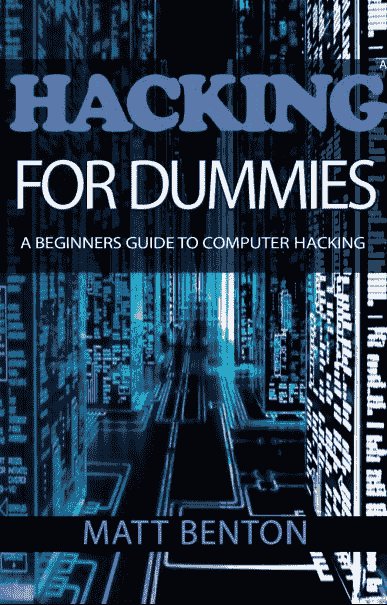 HACKING
FOR DUMMIES
A BEGINNERS GUIDE TO COMPUTER HACKING
MATT BENTON